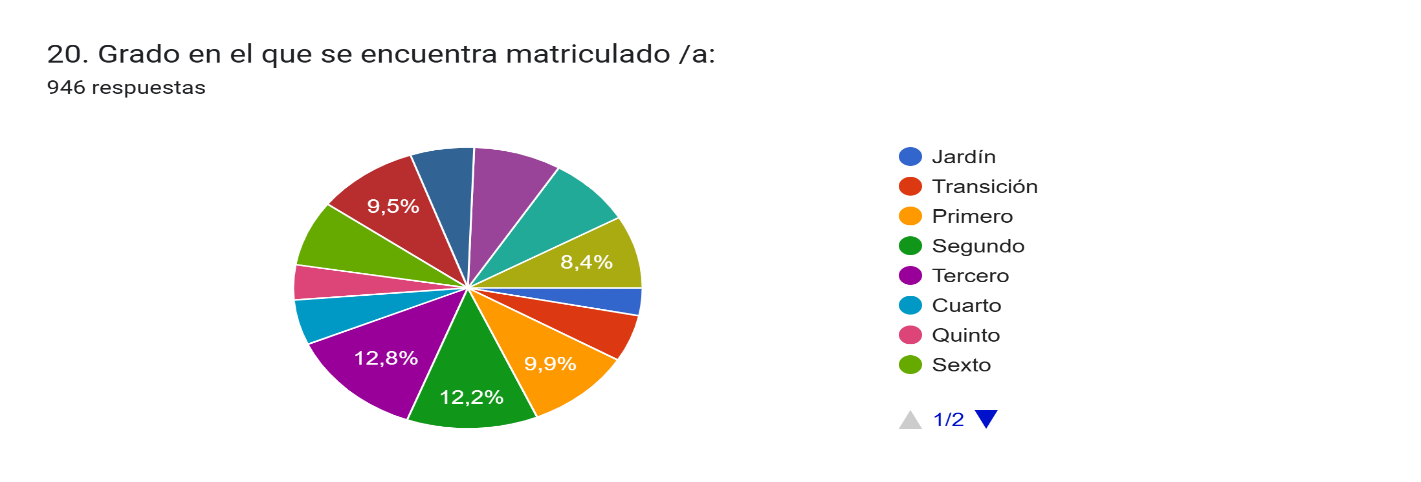 20. Grado en el que se encuentra matriculado /a:
946 respuestas
9,5%
8,4%
12,8%
9,9%
12,2%
Jardín
Transición
Primero
Segundo
Tercero
Cuarto
Quinto
Sexto
1/2